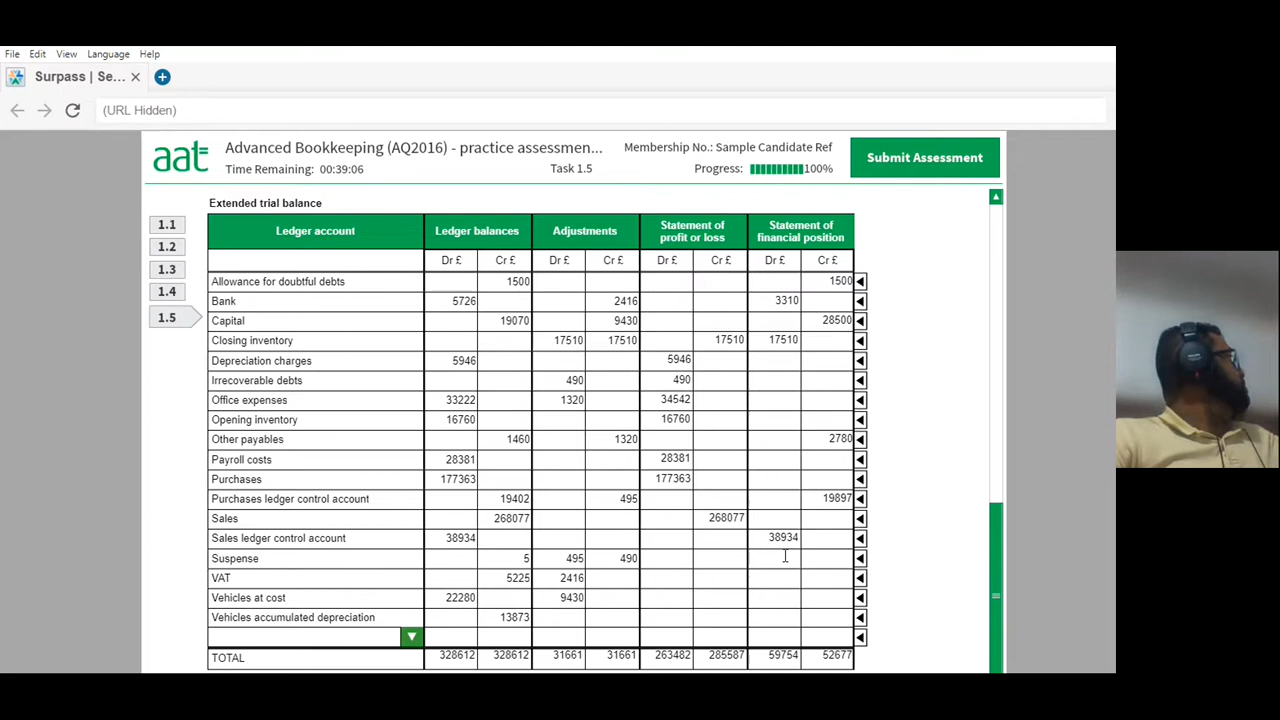 File Edit View Language Help
Surpass | Se...
(URL Hidden)
aat
Advanced Bookkeeping (AQ2016) - practice assessmen...
Membership No.: Sample Candidate Ref
Submit Assessment
Time Remaining: 00:39:06
Task 1.5
Progress: 100%
Extended trial balance
1.1
1.2
1.3
1.4
1.5
Ledger account Ledger balances Adjustments Statement of profit or loss Statement of financial position
Dr £ Cr £ Dr £ Cr £ Dr £ Cr £ Dr £ Cr £
Allowance for doubtful debts 1500 1500
Bank 5726 2416 3310
Capital 19070 9430 28500
Closing inventory 17510 17510 17510 17510
Depreciation charges 5946 5946
Irrecoverable debts 490 490
Office expenses 33222 1320 34542
Opening inventory 16760 16760
Other payables 1460 1320 2780
Payroll costs 28381 28381
Purchases 177363 177363
Purchases ledger control account 19402 495 19897
Sales 268077 268077
Sales ledger control account 38934 38934
Suspense 5 495 490
VAT 5225 2416
Vehicles at cost 22280 9430
Vehicles accumulated depreciation 13873
TOTAL 328612 328612 31661 31661 263482 285587 59754 52677